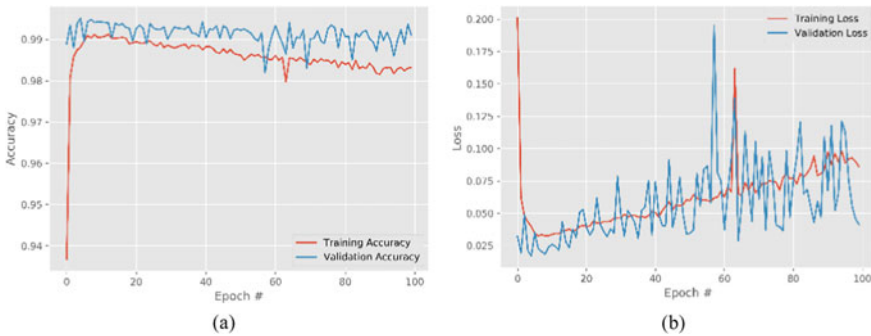 0.99
0.98
0.97
0.96
0.95
0.94
Accuracy
Training Accuracy
Validation Accuracy
0 20 40 60 80 100
Epoch #
(a)
0.200
0.175
0.150
0.125
0.100
0.075
0.050
0.025
Loss
Training Loss
Validation Loss
0 20 40 60 80 100
Epoch #
(b)